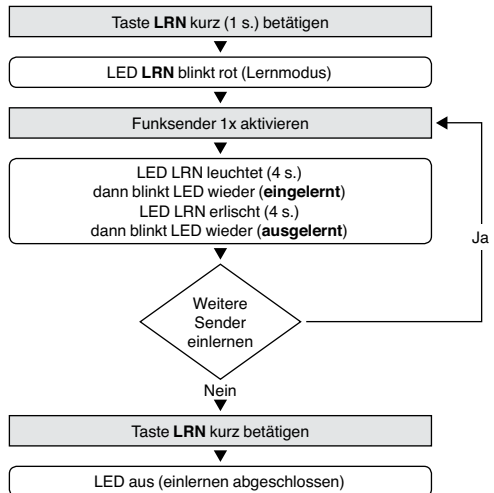 Taste LRN kurz (1 s.) betätigen
LED LRN blinkt rot (Lernmodus)
Funksender 1x aktivieren
LED LRN leuchtet (4 s.)
dann blinkt LED wieder (eingelernt)
LED LRN erlischt (4 s.)
dann blinkt LED wieder (ausgelernt)
Ja
Weitere
Sender
einlernen
Nein
Taste LRN kurz betätigen
LED aus (einlernen abgeschlossen)